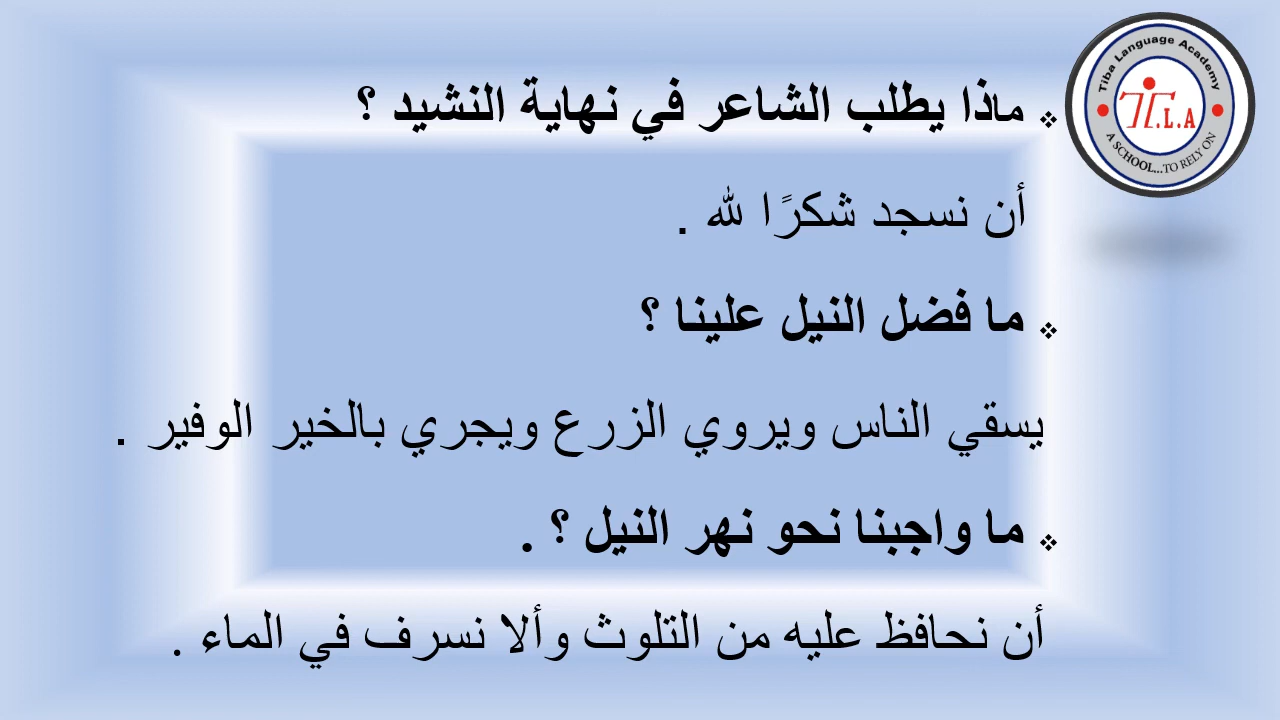 Tiba Language Academy
T.L.A
A SCHOOL...TO RELY ON
❖ ماذا يطلب الشاعر في نهاية النشيد ؟
أن نسجد شكرًا لله .
❖ ما فضل النيل علينا ؟
يسقي الناس ويروي الزرع ويجري بالخير الوفير .
❖ ما واجبنا نحو نهر النيل ؟ .
أن نحافظ عليه من التلوث وألا نسرف في الماء .